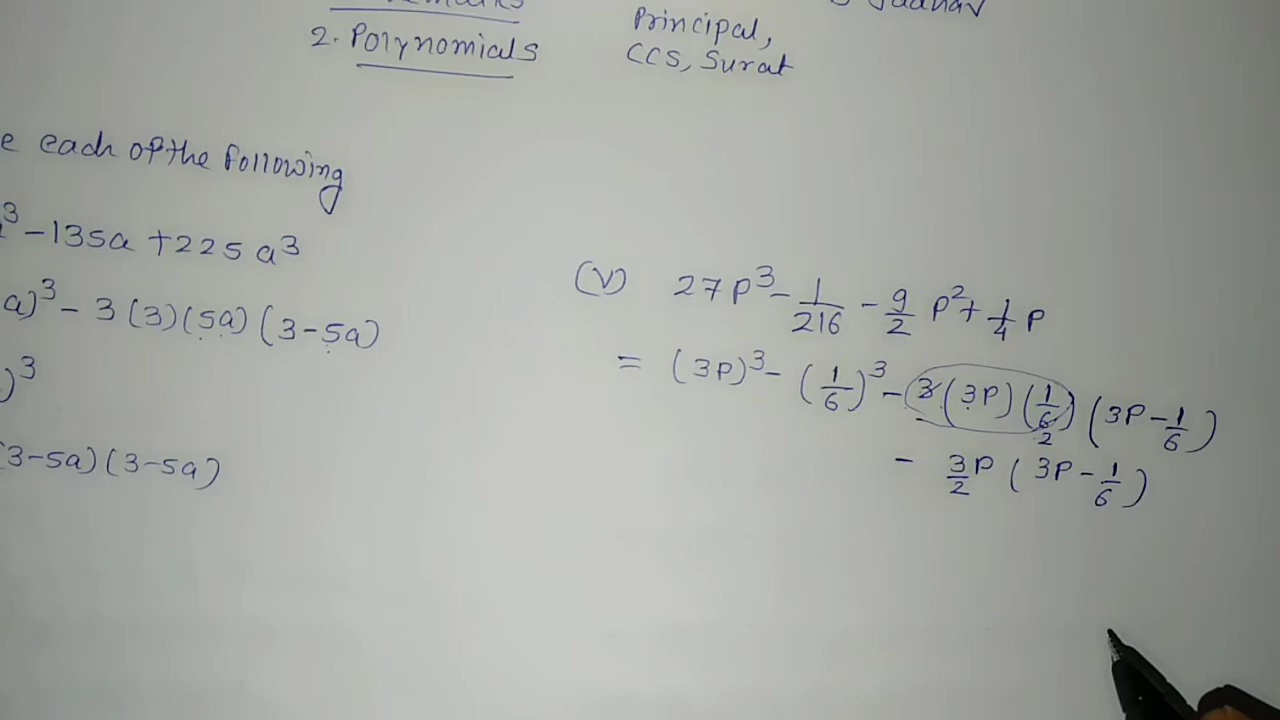 Principal,
2. Polynomials
CCS, Surat
e each of the following
³ - 135a + 225a³
a)³ - 3(3)(5a)(3-5a)
)³
(3-5a)(3-5a)
(V) 27p³ - 1/216 - 9/2 p² + 1/4 p
= (3p)³ - (1/6)³ - 3(3p)(1/6)(3p - 1/6)
2
- 3/2 p (3p - 1/6)